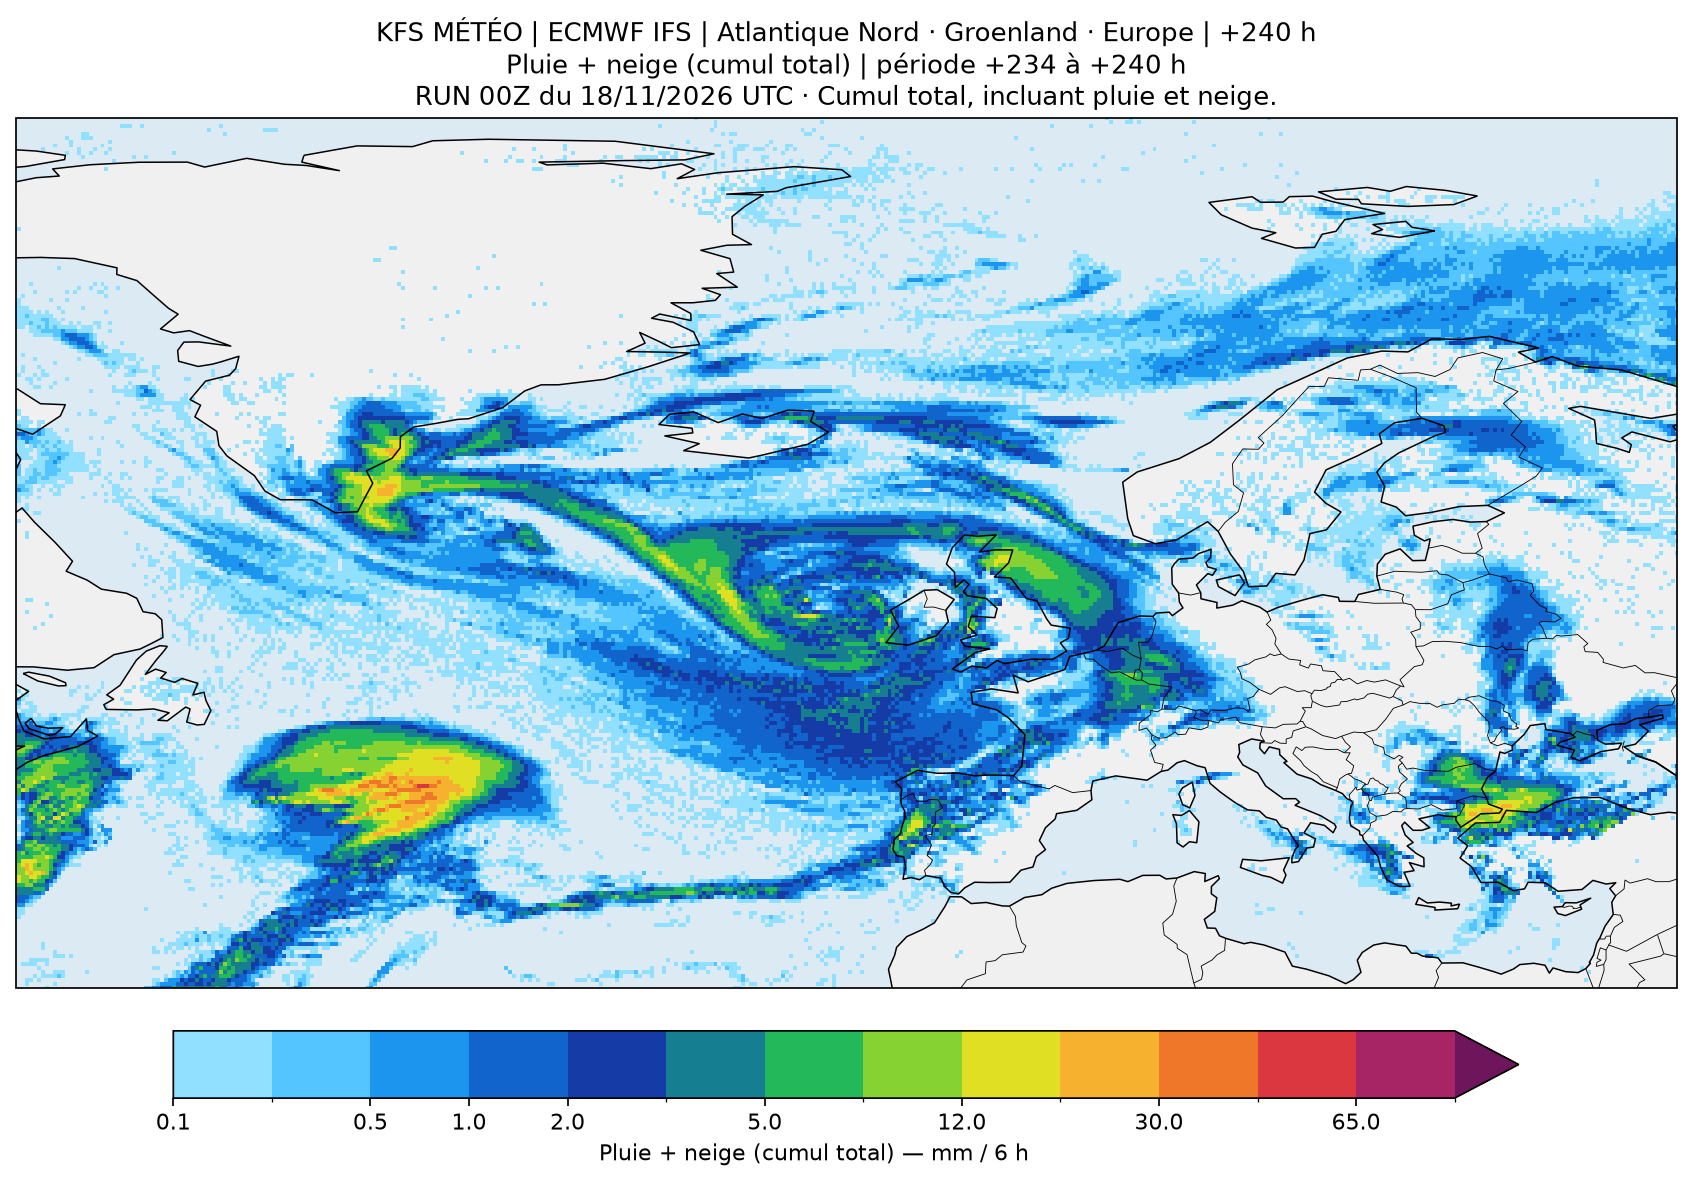 KFS MÉTÉO | ECMWF IFS | Atlantique Nord · Groenland · Europe | +240 h
Pluie + neige (cumul total) | période +234 à +240 h
RUN 00Z du 18/11/2026 UTC · Cumul total, incluant pluie et neige.
0.1 0.5 1.0 2.0 5.0 12.0 30.0 65.0
Pluie + neige (cumul total) — mm / 6 h